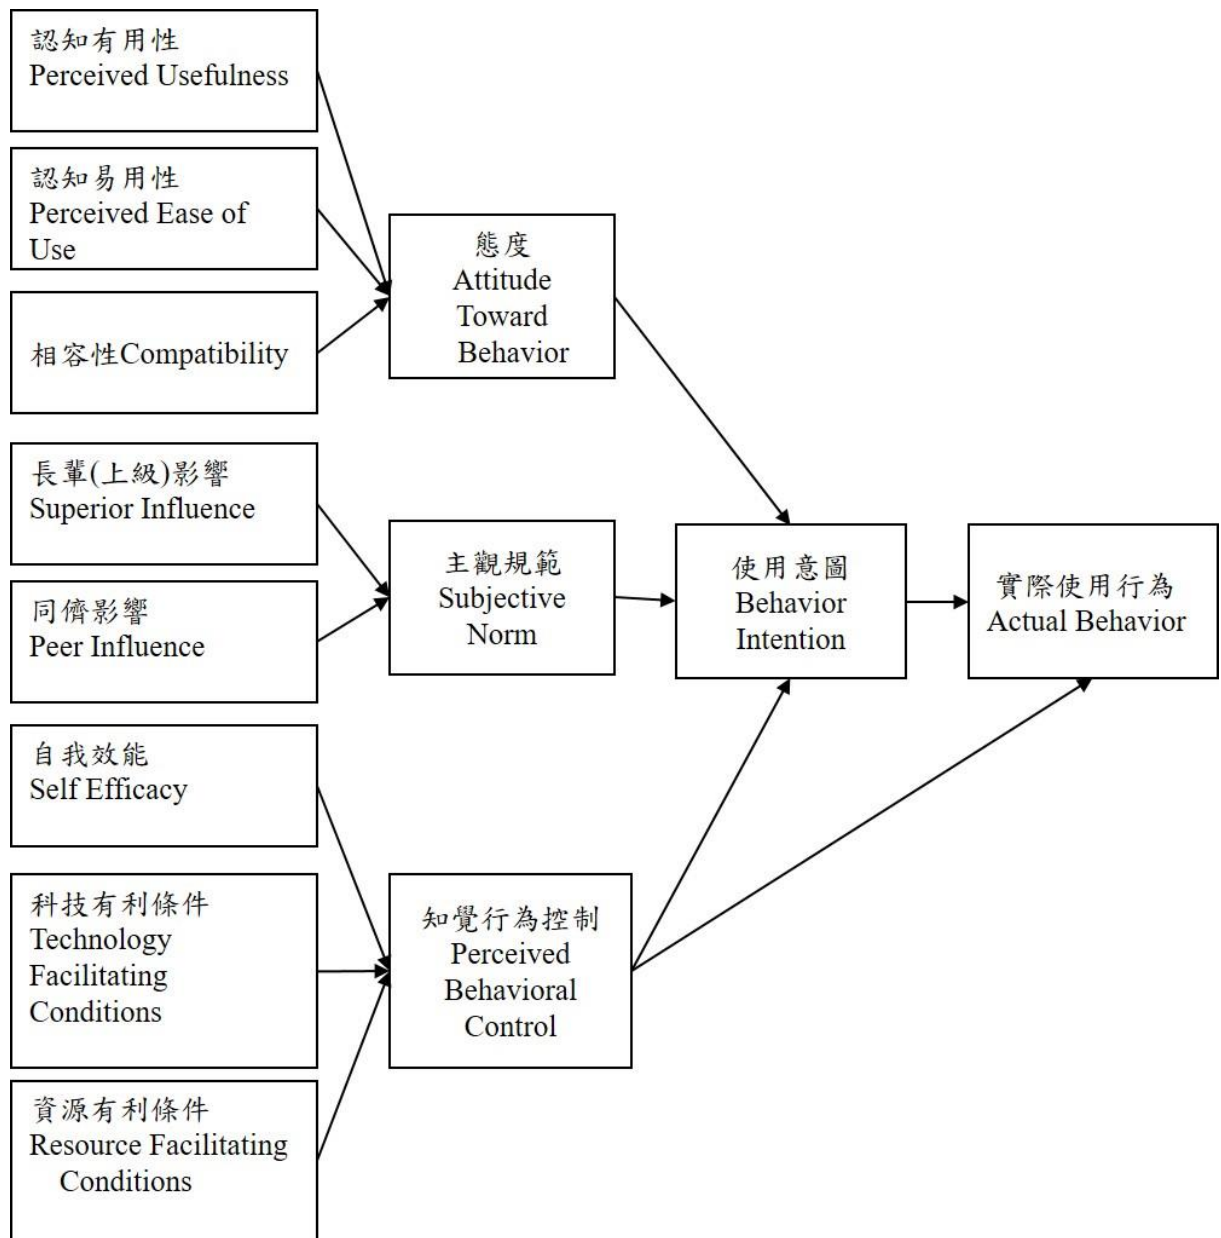 認知有用性
Perceived Usefulness
認知易用性
Perceived Ease of
Use
相容性Compatibility
長輩(上級)影響
Superior Influence
同儕影響
Peer Influence
自我效能
Self Efficacy
科技有利條件
Technology
Facilitating
Conditions
資源有利條件
Resource Facilitating
Conditions
態度
Attitude
Toward
Behavior
主觀規範
Subjective
Norm
知覺行為控制
Perceived
Behavioral
Control
使用意圖
Behavior
Intention
實際使用行為
Actual Behavior